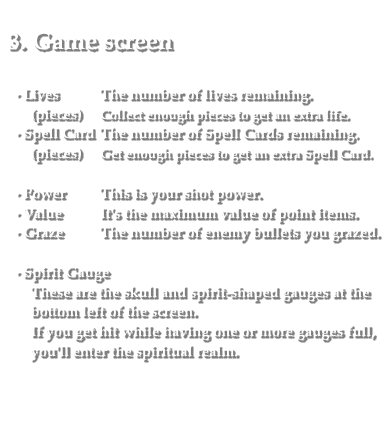 3. Game screen
· Lives The number of lives remaining.
(pieces) Collect enough pieces to get an extra life.
· Spell Card The number of Spell Cards remaining.
(pieces) Get enough pieces to get an extra Spell Card.
· Power This is your shot power.
· Value It's the maximum value of point items.
· Graze The number of enemy bullets you grazed.
· Spirit Gauge
These are the skull and spirit-shaped gauges at the
bottom left of the screen.
If you get hit while having one or more gauges full,
you'll enter the spiritual realm.